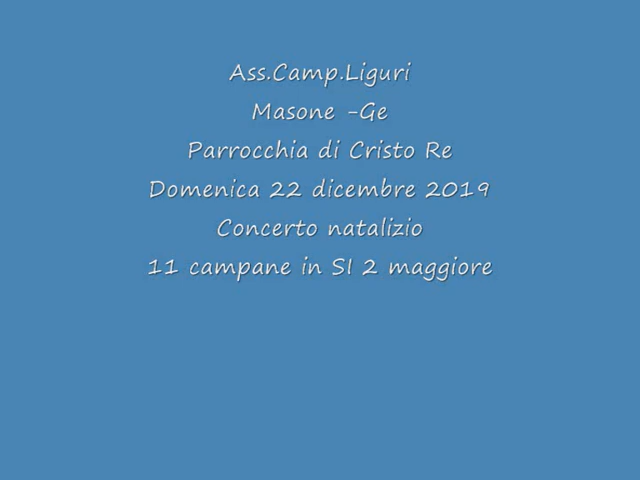 Ass.Camp.Liguri
Masone -Ge
Parrocchia di Cristo Re
Domenica 22 dicembre 2019
Concerto natalizio
11 campane in SI 2 maggiore